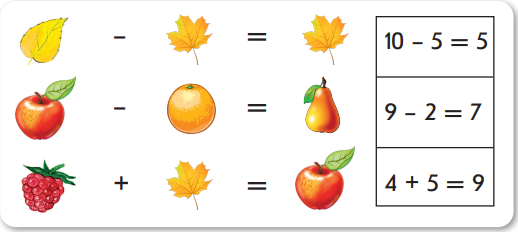 – =
10 – 5 = 5
– =
9 – 2 = 7
+ =
4 + 5 = 9